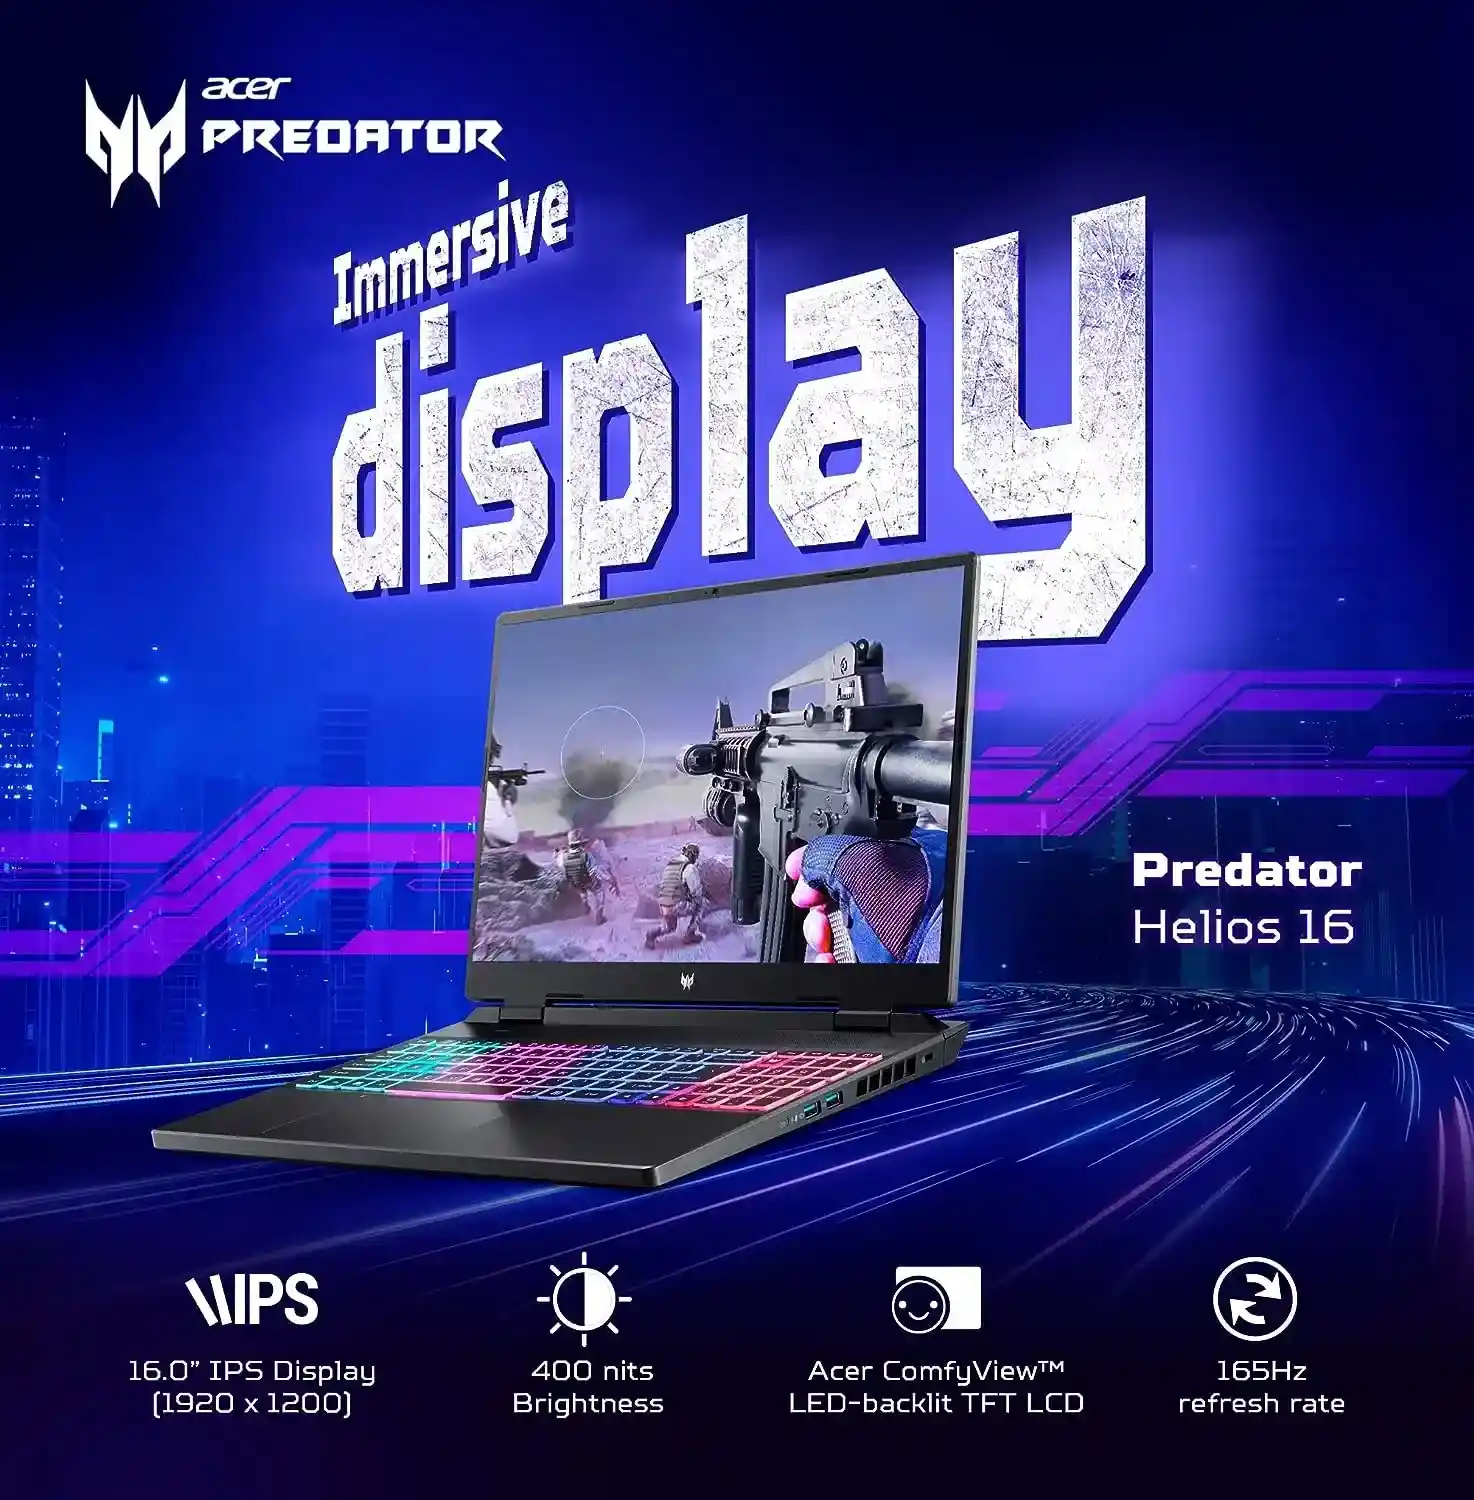 acer
PREDATOR
Immersive
display
Predator
Helios 16
IPS
16.0” IPS Display
(1920 x 1200)
400 nits
Brightness
Acer ComfyView™
LED-backlit TFT LCD
165Hz
refresh rate